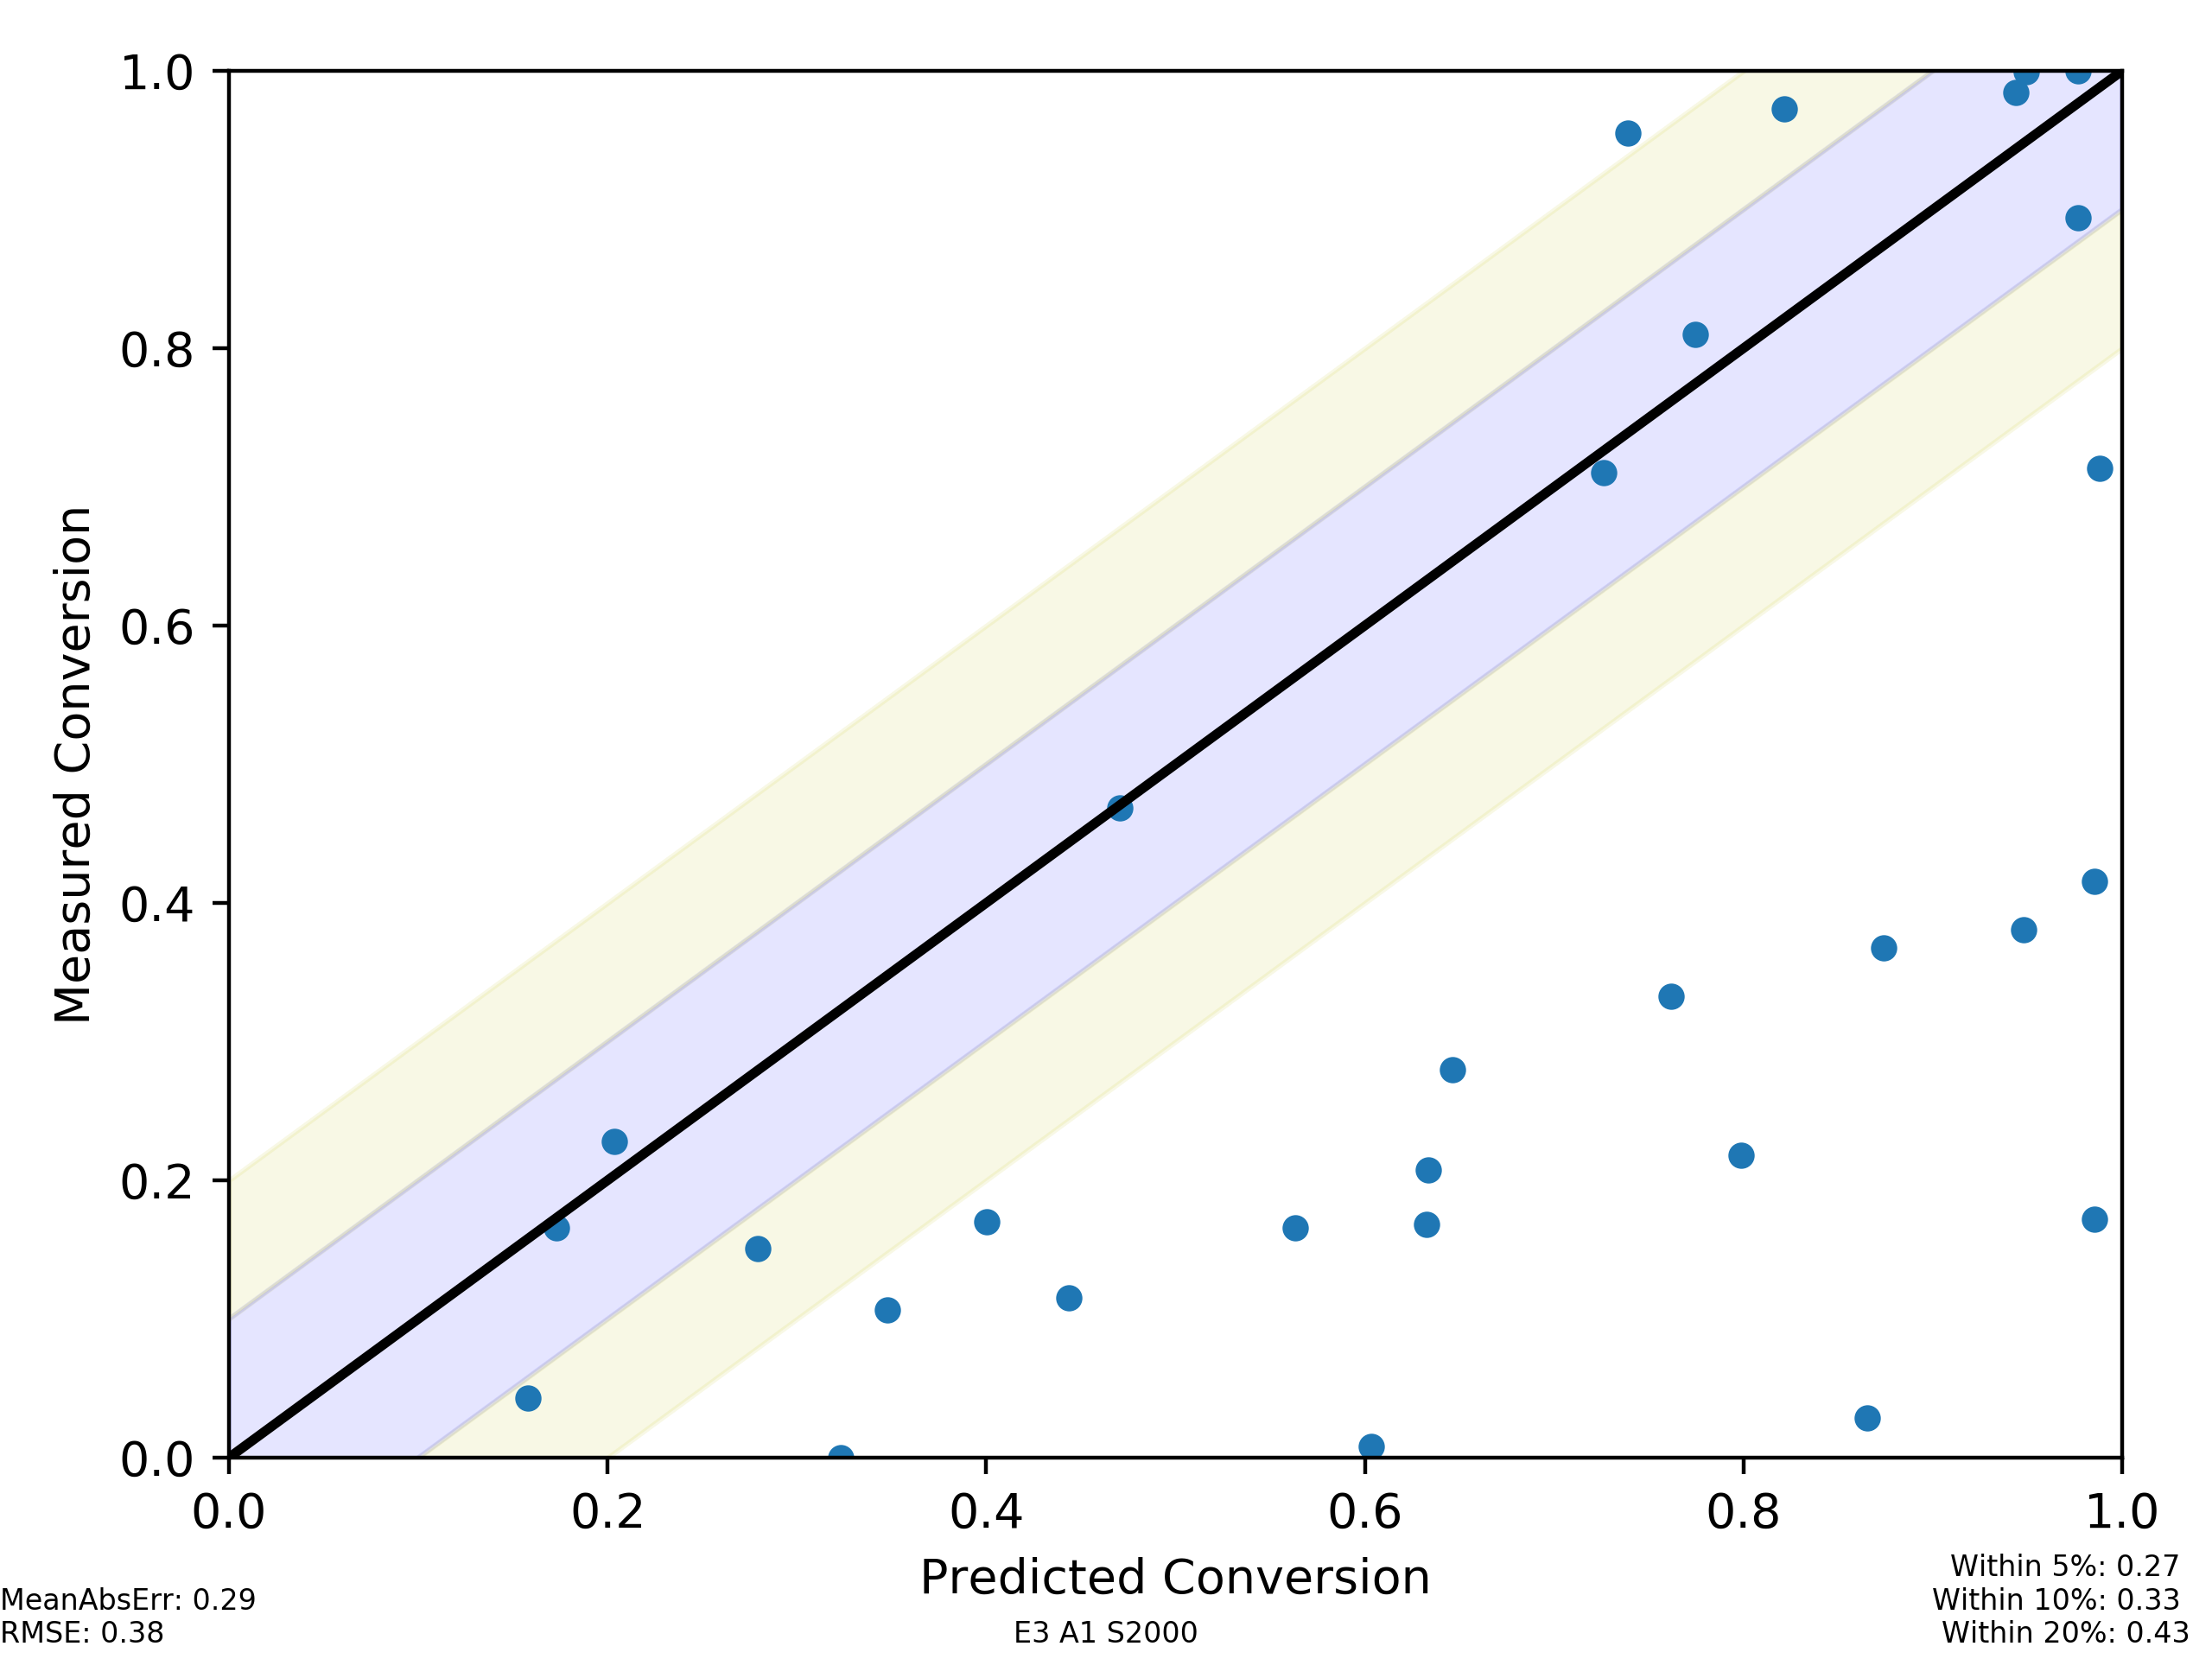 1.0
0.8
0.6
0.4
0.2
0.0
Measured Conversion
0.0 0.2 0.4 0.6 0.8 1.0
Predicted Conversion
MeanAbsErr: 0.29
RMSE: 0.38
E3 A1 S2000
Within 5%: 0.27
Within 10%: 0.33
Within 20%: 0.43